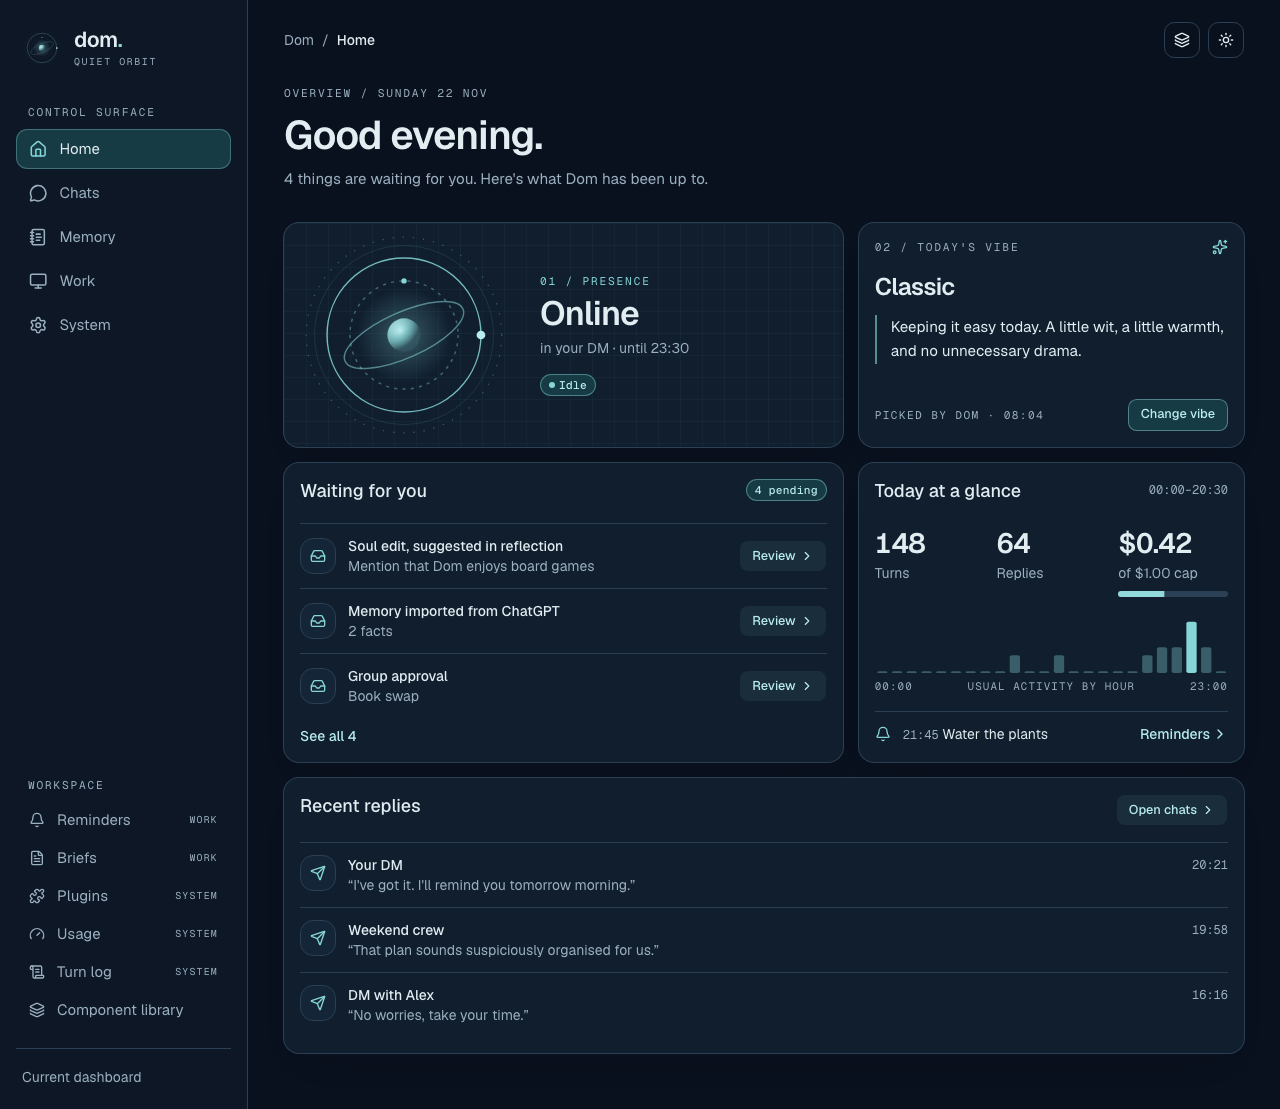 dom.
QUIET ORBIT
CONTROL SURFACE
Home
Chats
Memory
Work
System
WORKSPACE
Reminders WORK
Briefs WORK
Plugins SYSTEM
Usage SYSTEM
Turn log SYSTEM
Component library
Current dashboard
Dom / Home
OVERVIEW / SUNDAY 22 NOV
Good evening.
4 things are waiting for you. Here's what Dom has been up to.
01 / PRESENCE
Online
in your DM · until 23:30
Idle
02 / TODAY'S VIBE
Classic
Keeping it easy today. A little wit, a little warmth,
and no unnecessary drama.
PICKED BY DOM · 08:04
Change vibe
Waiting for you
4 pending
Soul edit, suggested in reflection
Mention that Dom enjoys board games
Review
Memory imported from ChatGPT
2 facts
Review
Group approval
Book swap
Review
See all 4
Today at a glance
00:00–20:30
148
Turns
64
Replies
$0.42
of $1.00 cap
00:00 USUAL ACTIVITY BY HOUR 23:00
21:45 Water the plants
Reminders
Recent replies
Open chats
Your DM
20:21
“I've got it. I'll remind you tomorrow morning.”
Weekend crew
19:58
“That plan sounds suspiciously organised for us.”
DM with Alex
16:16
“No worries, take your time.”